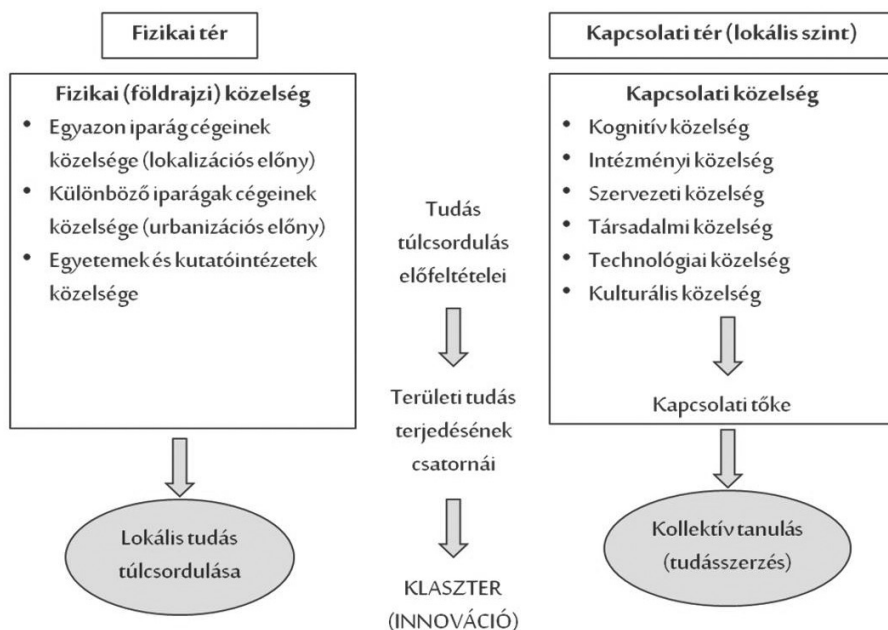 Fizikai tér
Fizikai (földrajzi) közelség
• Egyazon iparág cégeinek
közelsége (lokalizációs előny)
• Különböző iparágak cégeinek
közelsége (urbanizációs előny)
• Egyetemek és kutatóintézetek
közelsége
Lokális tudás
túlcsordulása
Tudás
túlcsordulás
előfeltételei
Területi tudás
terjedésének
csatornái
KLASZTER
(INNOVÁCIÓ)
Kapcsolati tér (lokális szint)
Kapcsolati közelség
• Kognitív közelség
• Intézményi közelség
• Szervezeti közelség
• Társadalmi közelség
• Technológiai közelség
• Kulturális közelség
Kapcsolati tőke
Kollektív tanulás
(tudásszerzés)